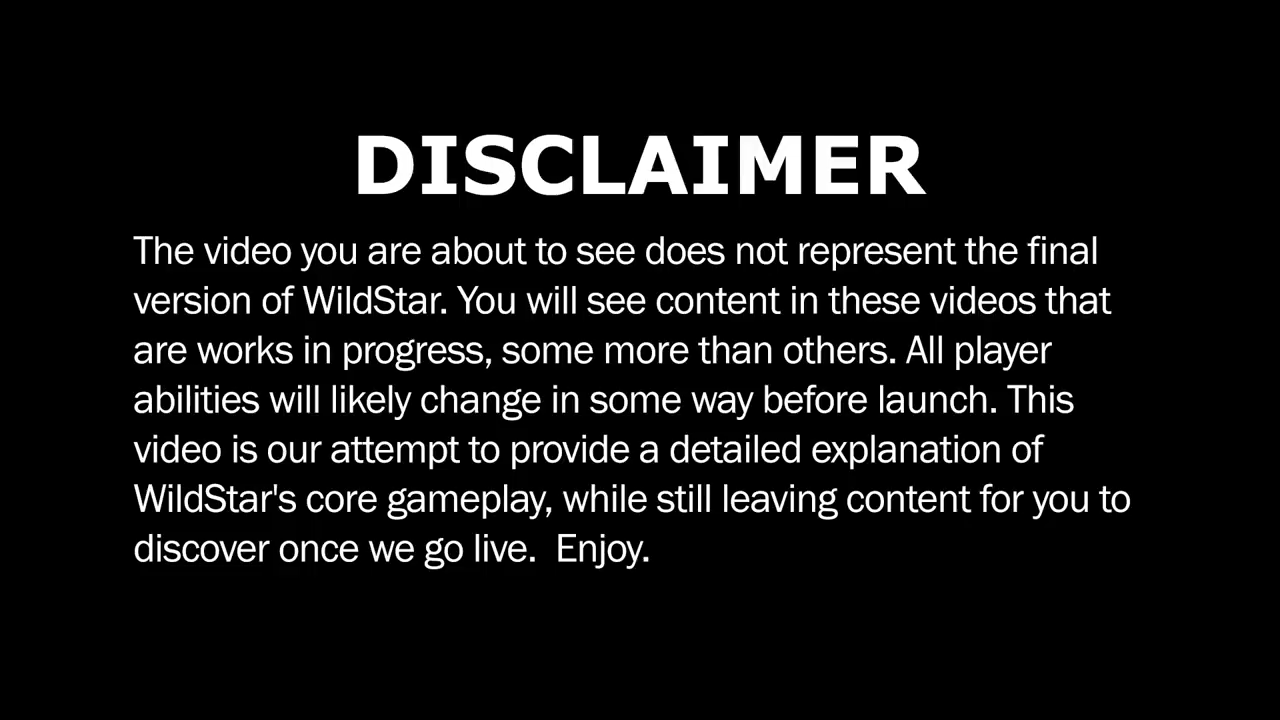 DISCLAIMER
The video you are about to see does not represent the final
version of WildStar. You will see content in these videos that
are works in progress, some more than others. All player
abilities will likely change in some way before launch. This
video is our attempt to provide a detailed explanation of
WildStar's core gameplay, while still leaving content for you to
discover once we go live.  Enjoy.